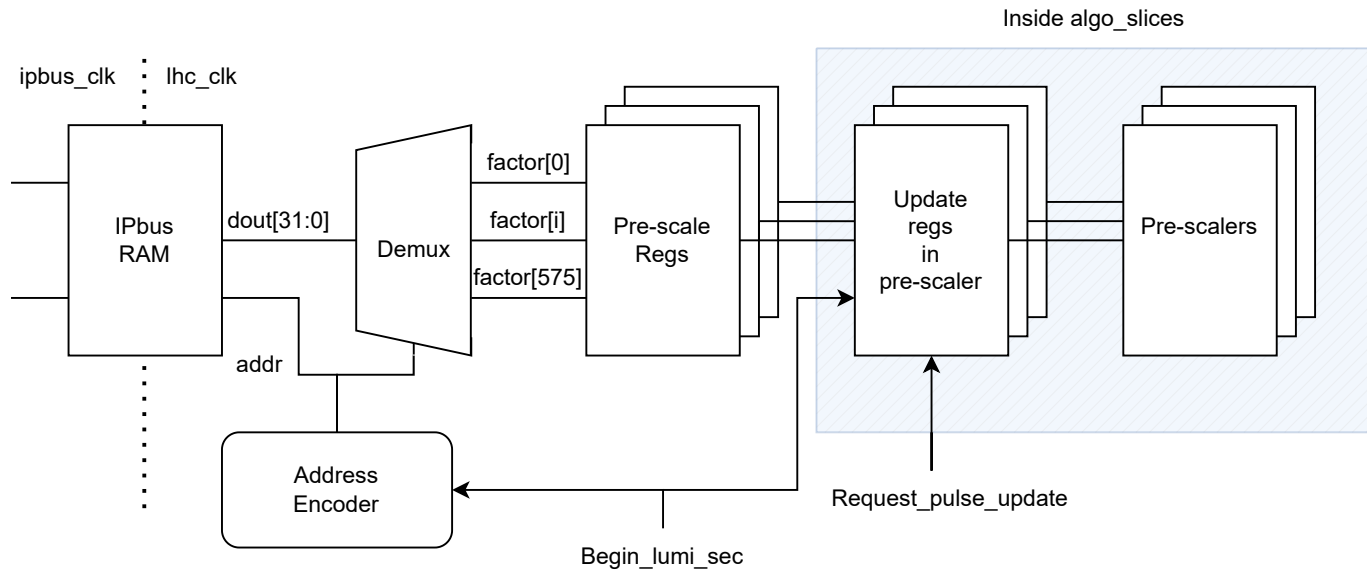 Inside algo_slices
ipbus_clk
lhc_clk
IPbus
RAM
dout[31:0]
addr
Demux
factor[0]
factor[i]
factor[575]
Pre-scale
Regs
Update
regs
in
pre-scaler
Pre-scalers
Address
Encoder
Request_pulse_update
Begin_lumi_sec